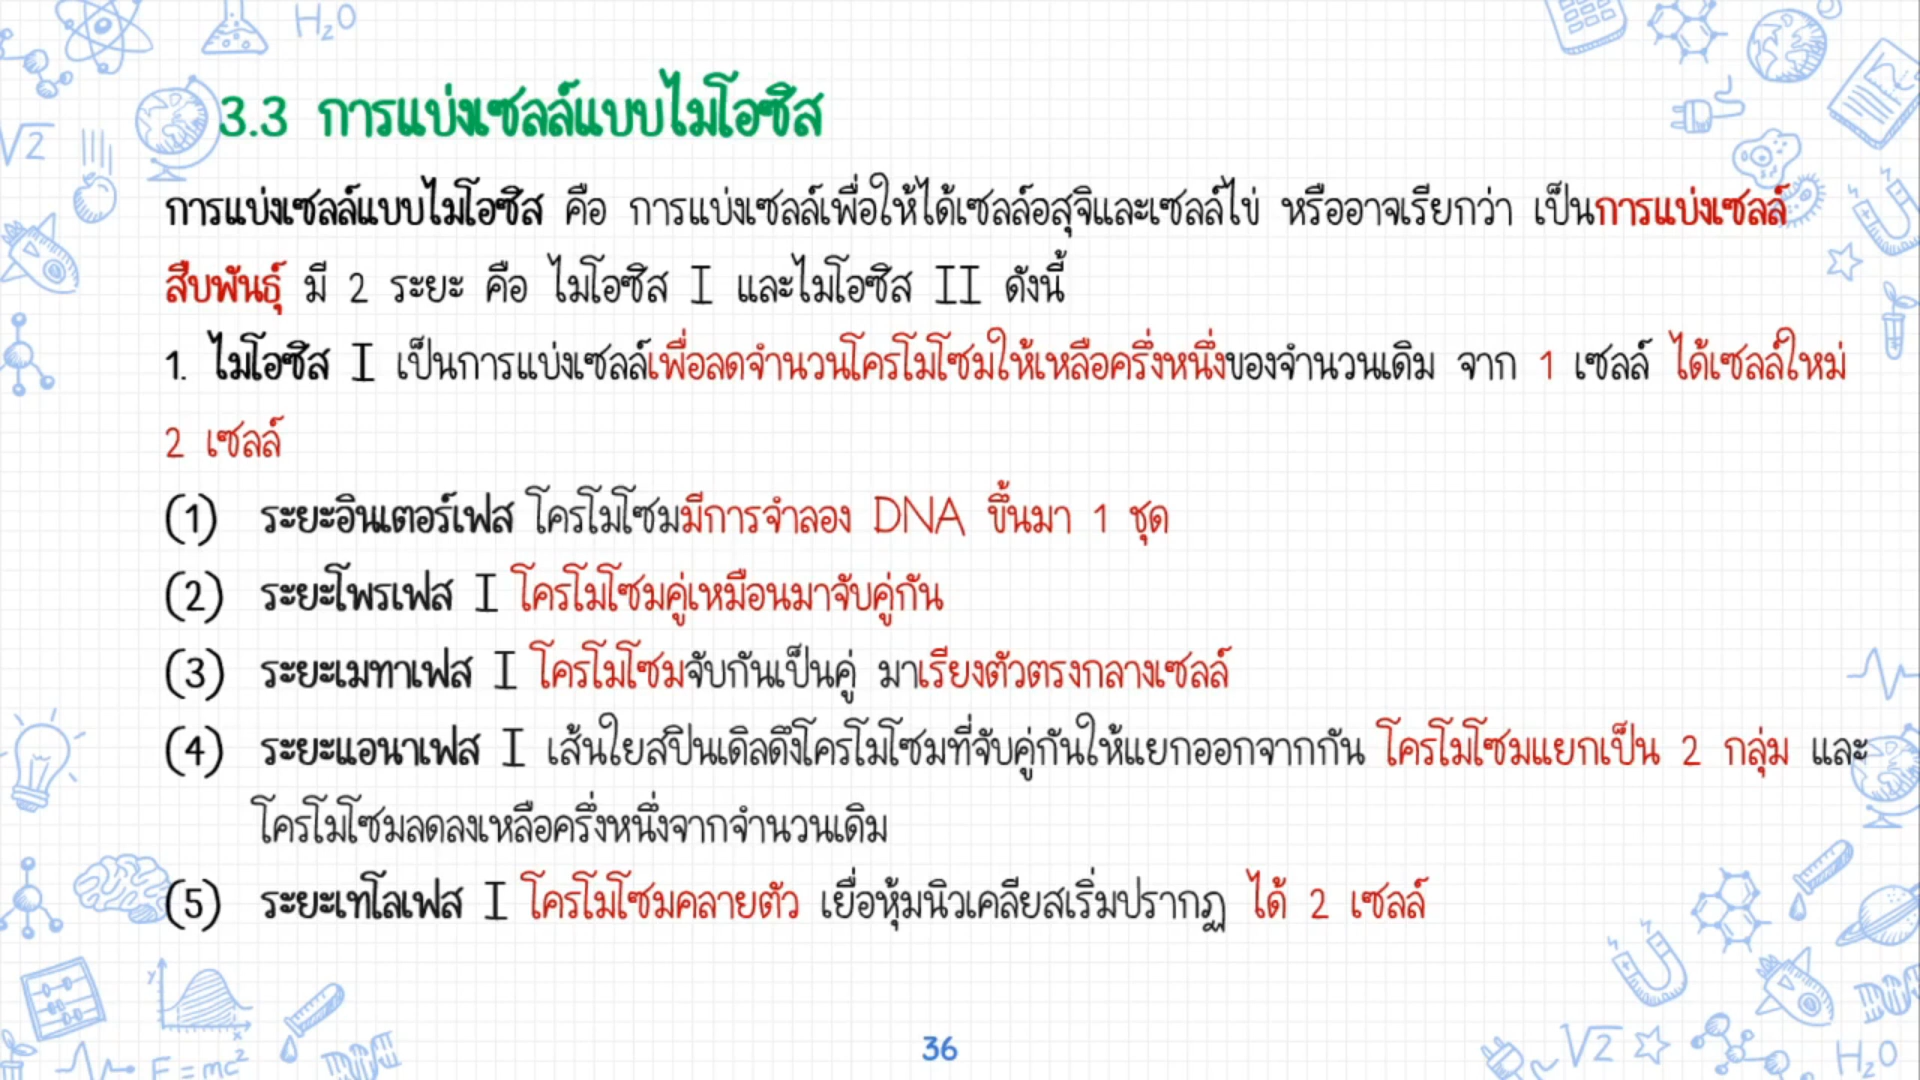 3.3 การแบ่งเซลล์แบบไมโอซิส
การแบ่งเซลล์แบบไมโอซิส คือ การแบ่งเซลล์เพื่อให้ได้เซลล์อสุจิและเซลล์ไข่ หรืออาจเรียกว่า เป็นการแบ่งเซลล์
สืบพันธุ์ มี 2 ระยะ คือ ไมโอซิส I และไมโอซิส II ดังนี้
1. ไมโอซิส I เป็นการแบ่งเซลล์เพื่อลดจำนวนโครโมโซมให้เหลือครึ่งหนึ่งของจำนวนเดิม จาก 1 เซลล์ ได้เซลล์ใหม่
2 เซลล์
(1) ระยะอินเตอร์เฟส โครโมโซมมีการจำลอง DNA ขึ้นมา 1 ชุด
(2) ระยะโพรเฟส I โครโมโซมคู่เหมือนมาจับคู่กัน
(3) ระยะเมทาเฟส I โครโมโซมจับกันเป็นคู่ มาเรียงตัวตรงกลางเซลล์
(4) ระยะแอนาเฟส I เส้นใยสปินเดิลดึงโครโมโซมที่จับคู่กันให้แยกออกจากกัน โครโมโซมแยกเป็น 2 กลุ่ม และ
โครโมโซมลดลงเหลือครึ่งหนึ่งจากจำนวนเดิม
(5) ระยะเทโลเฟส I โครโมโซมคลายตัว เยื่อหุ้มนิวเคลียสเริ่มปรากฏ ได้ 2 เซลล์
36
H₂O
√2
y
x
E=mc²
√2
H₂O